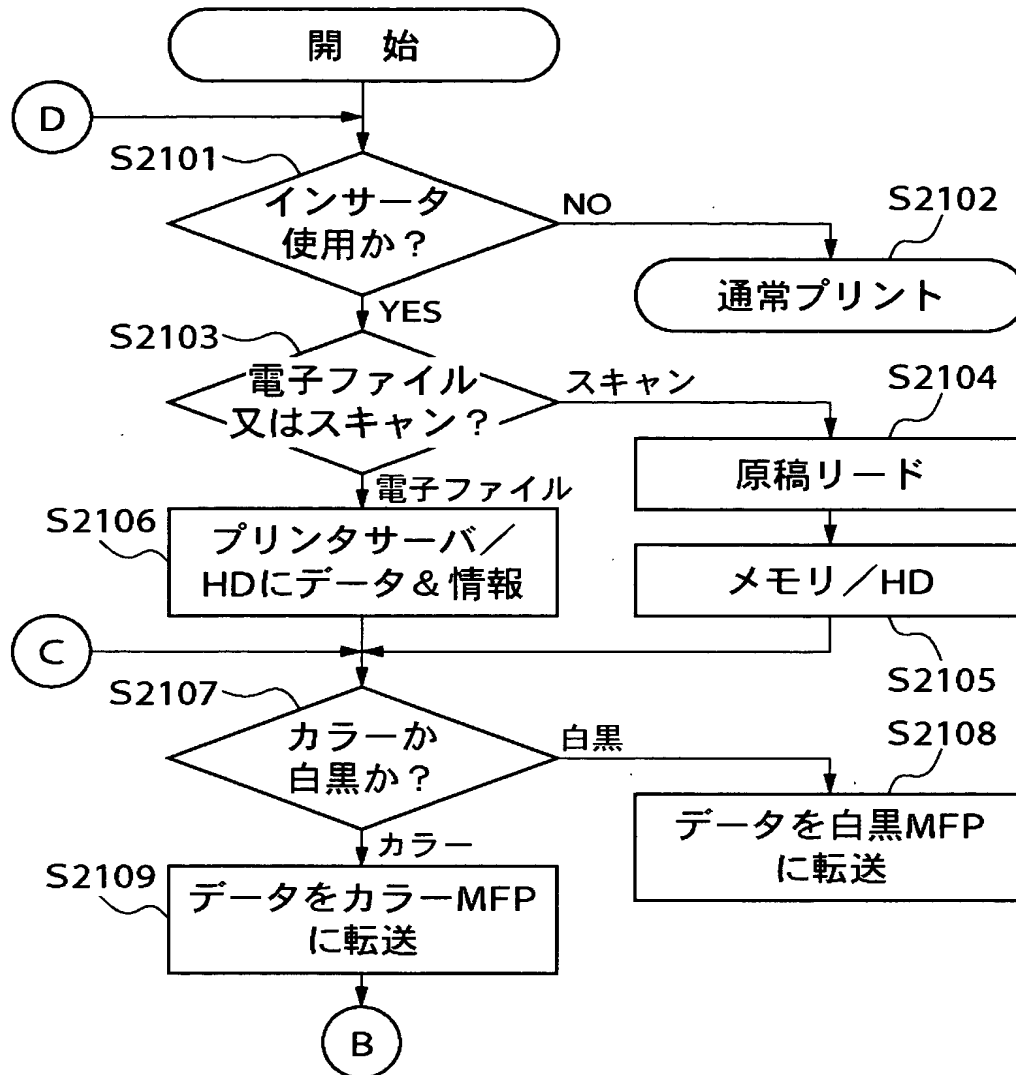 開 始
D
S2101
インサータ
使用か？
NO
S2102
通常プリント
YES
S2103
電子ファイル
又はスキャン？
スキャン
S2104
原稿リード
電子ファイル
S2106
プリンタサーバ／
HDにデータ＆情報
メモリ／HD
S2105
C
S2107
カラーか
白黒か？
白黒
S2108
データを白黒MFP
に転送
カラー
S2109
データをカラーMFP
に転送
B